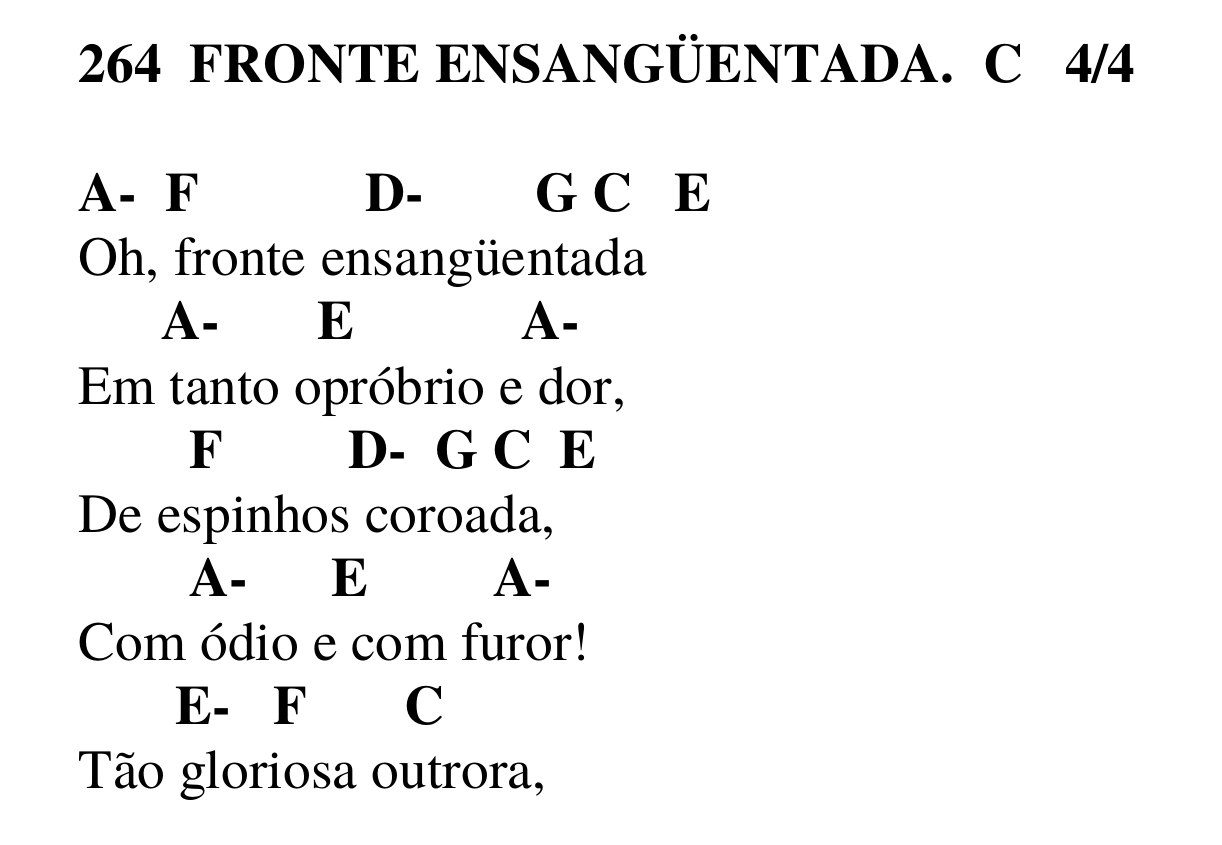 264 FRONTE ENSANGÜENTADA. C 4/4
A- F D- G C E
Oh, fronte ensangüentada
A- E A-
Em tanto opróbrio e dor,
F D- G C E
De espinhos coroada,
A- E A-
Com ódio e com furor!
E- F C
Tão gloriosa outrora,